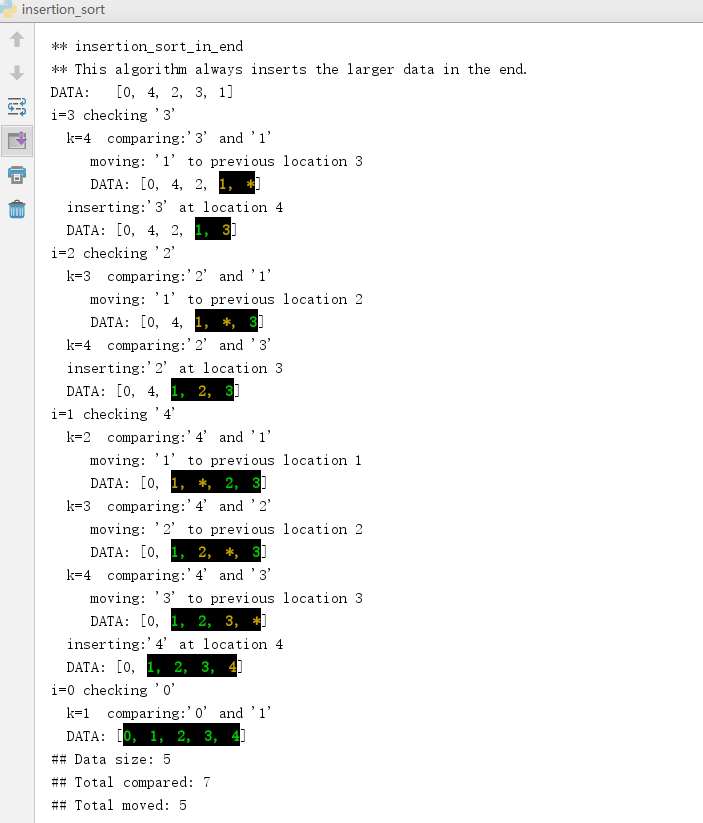 insertion_sort
** insertion_sort_in_end
** This algorithm always inserts the larger data in the end.
DATA:   [0, 4, 2, 3, 1]
i=3 checking '3'
  k=4  comparing:'3' and '1'
     moving: '1' to previous location 3
     DATA: [0, 4, 2, 1, *]
  inserting:'3' at location 4
  DATA: [0, 4, 2, 1, 3]
i=2 checking '2'
  k=3  comparing:'2' and '1'
     moving: '1' to previous location 2
     DATA: [0, 4, 1, *, 3]
  k=4  comparing:'2' and '3'
  inserting:'2' at location 3
  DATA: [0, 4, 1, 2, 3]
i=1 checking '4'
  k=2  comparing:'4' and '1'
     moving: '1' to previous location 1
     DATA: [0, 1, *, 2, 3]
  k=3  comparing:'4' and '2'
     moving: '2' to previous location 2
     DATA: [0, 1, 2, *, 3]
  k=4  comparing:'4' and '3'
     moving: '3' to previous location 3
     DATA: [0, 1, 2, 3, *]
  inserting:'4' at location 4
  DATA: [0, 1, 2, 3, 4]
i=0 checking '0'
  k=1  comparing:'0' and '1'
  DATA: [0, 1, 2, 3, 4]
## Data size: 5
## Total compared: 7
## Total moved: 5